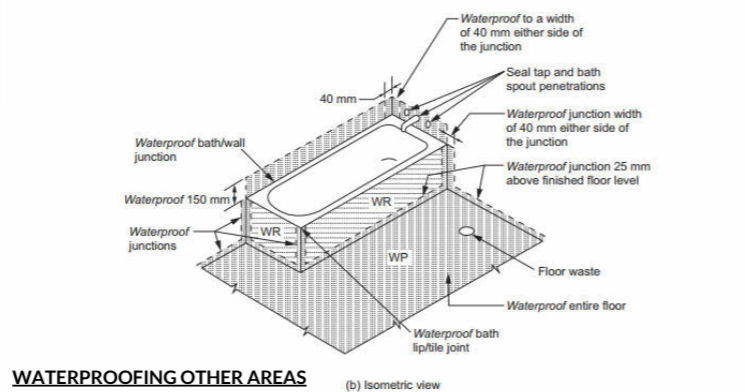 Waterproof to a width
of 40 mm either side of
the junction
Seal tap and bath
spout penetrations
40 mm
Waterproof junction width
of 40 mm either side of
the junction
Waterproof bath/wall
junction
Waterproof junction 25 mm
above finished floor level
Waterproof 150 mm
WR
Waterproof
junctions
WR
WP
Floor waste
Waterproof entire floor
Waterproof bath
lip/tile joint
WATERPROOFING OTHER AREAS
(b) Isometric view